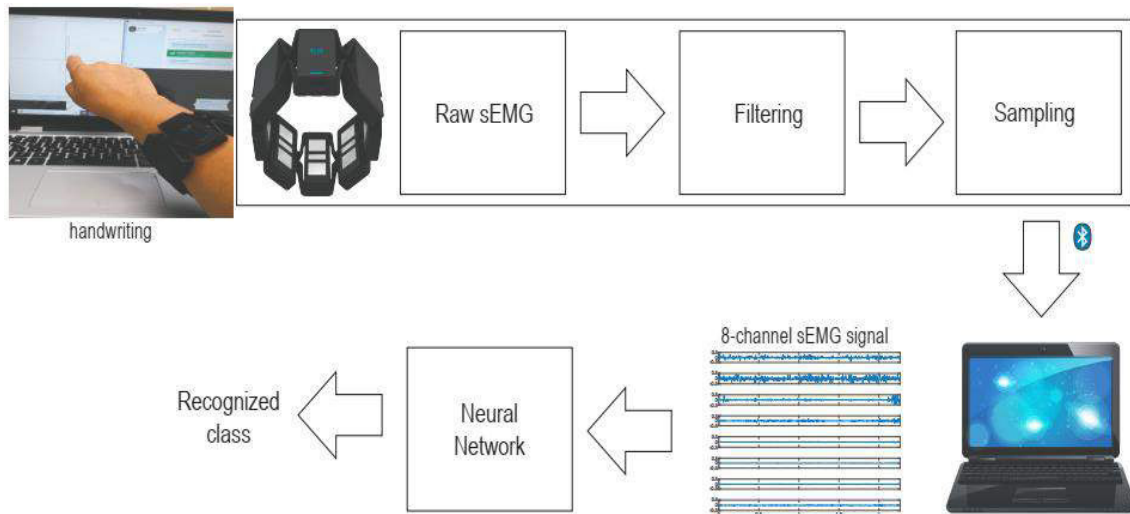 Raw sEMG
Filtering
Sampling
handwriting
8-channel sEMG signal
Recognized
class
Neural
Network